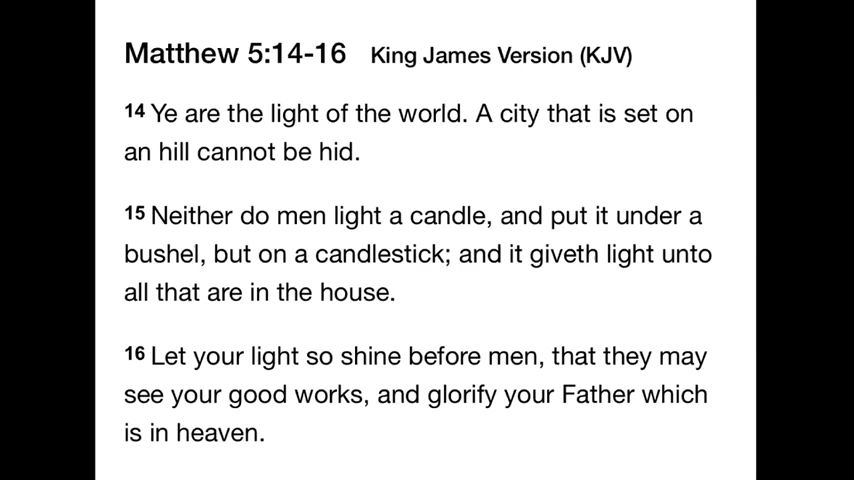 Matthew 5:14-16 King James Version (KJV)
14 Ye are the light of the world. A city that is set on
an hill cannot be hid.
15 Neither do men light a candle, and put it under a
bushel, but on a candlestick; and it giveth light unto
all that are in the house.
16 Let your light so shine before men, that they may
see your good works, and glorify your Father which
is in heaven.